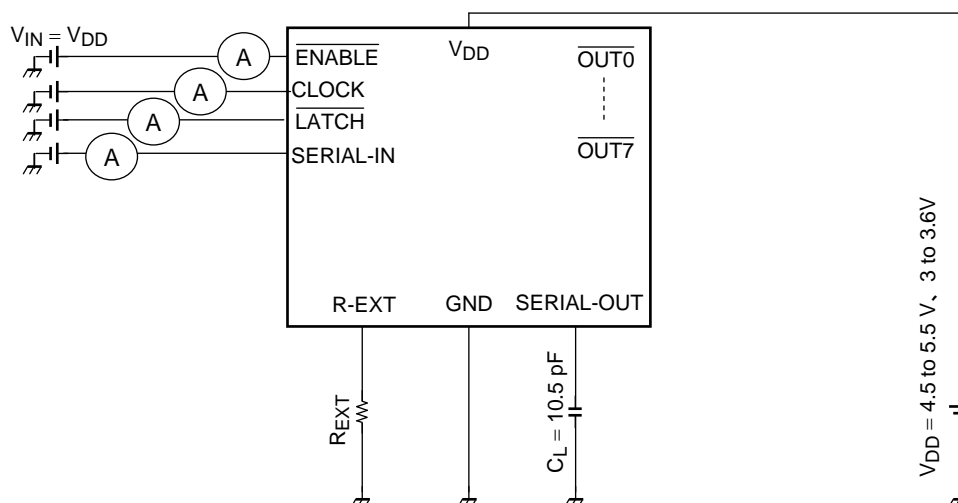 V_IN = V_DD
A
A
A
A
ENABLE
CLOCK
LATCH
SERIAL-IN
V_DD
OUT0
OUT7
R-EXT GND SERIAL-OUT
R_EXT
C_L = 10.5 pF
V_DD = 4.5 to 5.5 V、3 to 3.6V